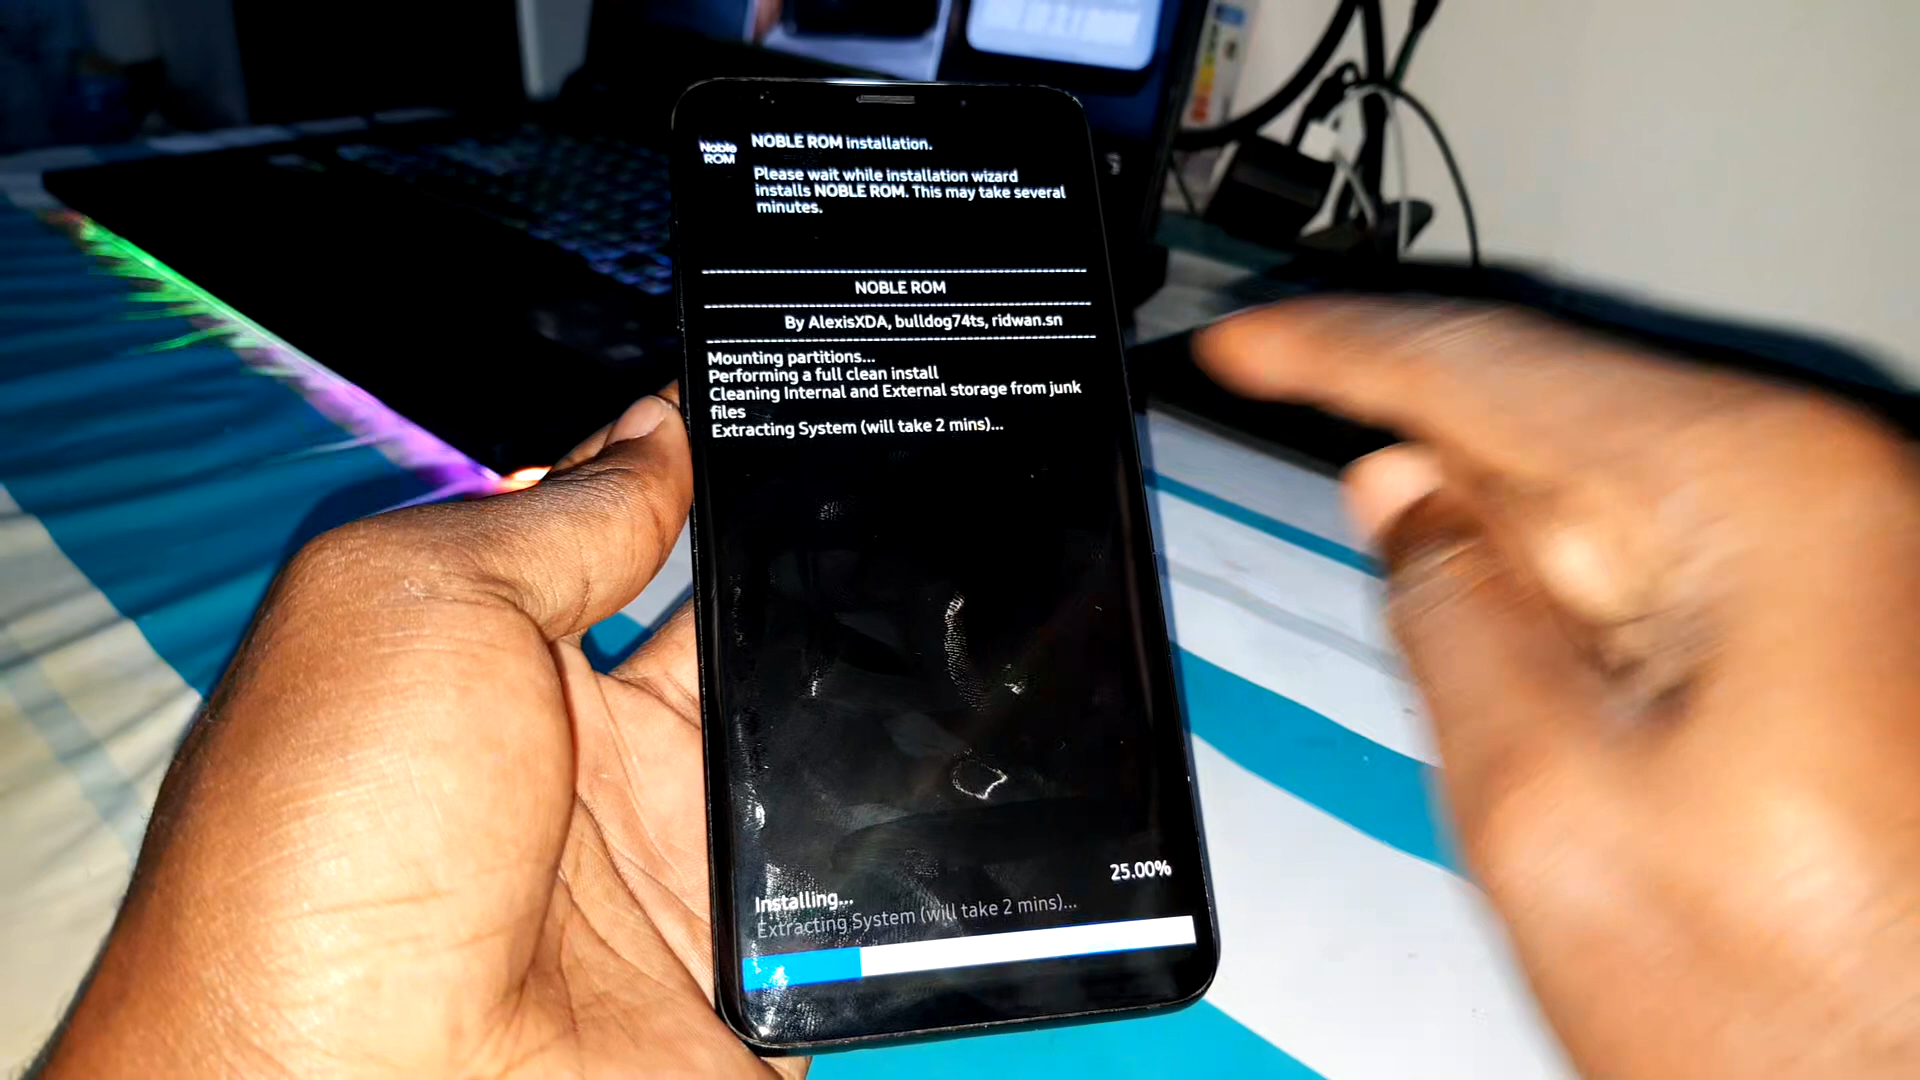 Noble
ROM
NOBLE ROM installation.
Please wait while installation wizard
installs NOBLE ROM. This may take several
minutes.
NOBLE ROM
By AlexisXDA, bulldog74ts, ridwan.sn
Mounting partitions...
Performing a full clean install
Cleaning Internal and External storage from junk
files
Extracting System (will take 2 mins)...
25.00%
Installing...
Extracting System (will take 2 mins)...